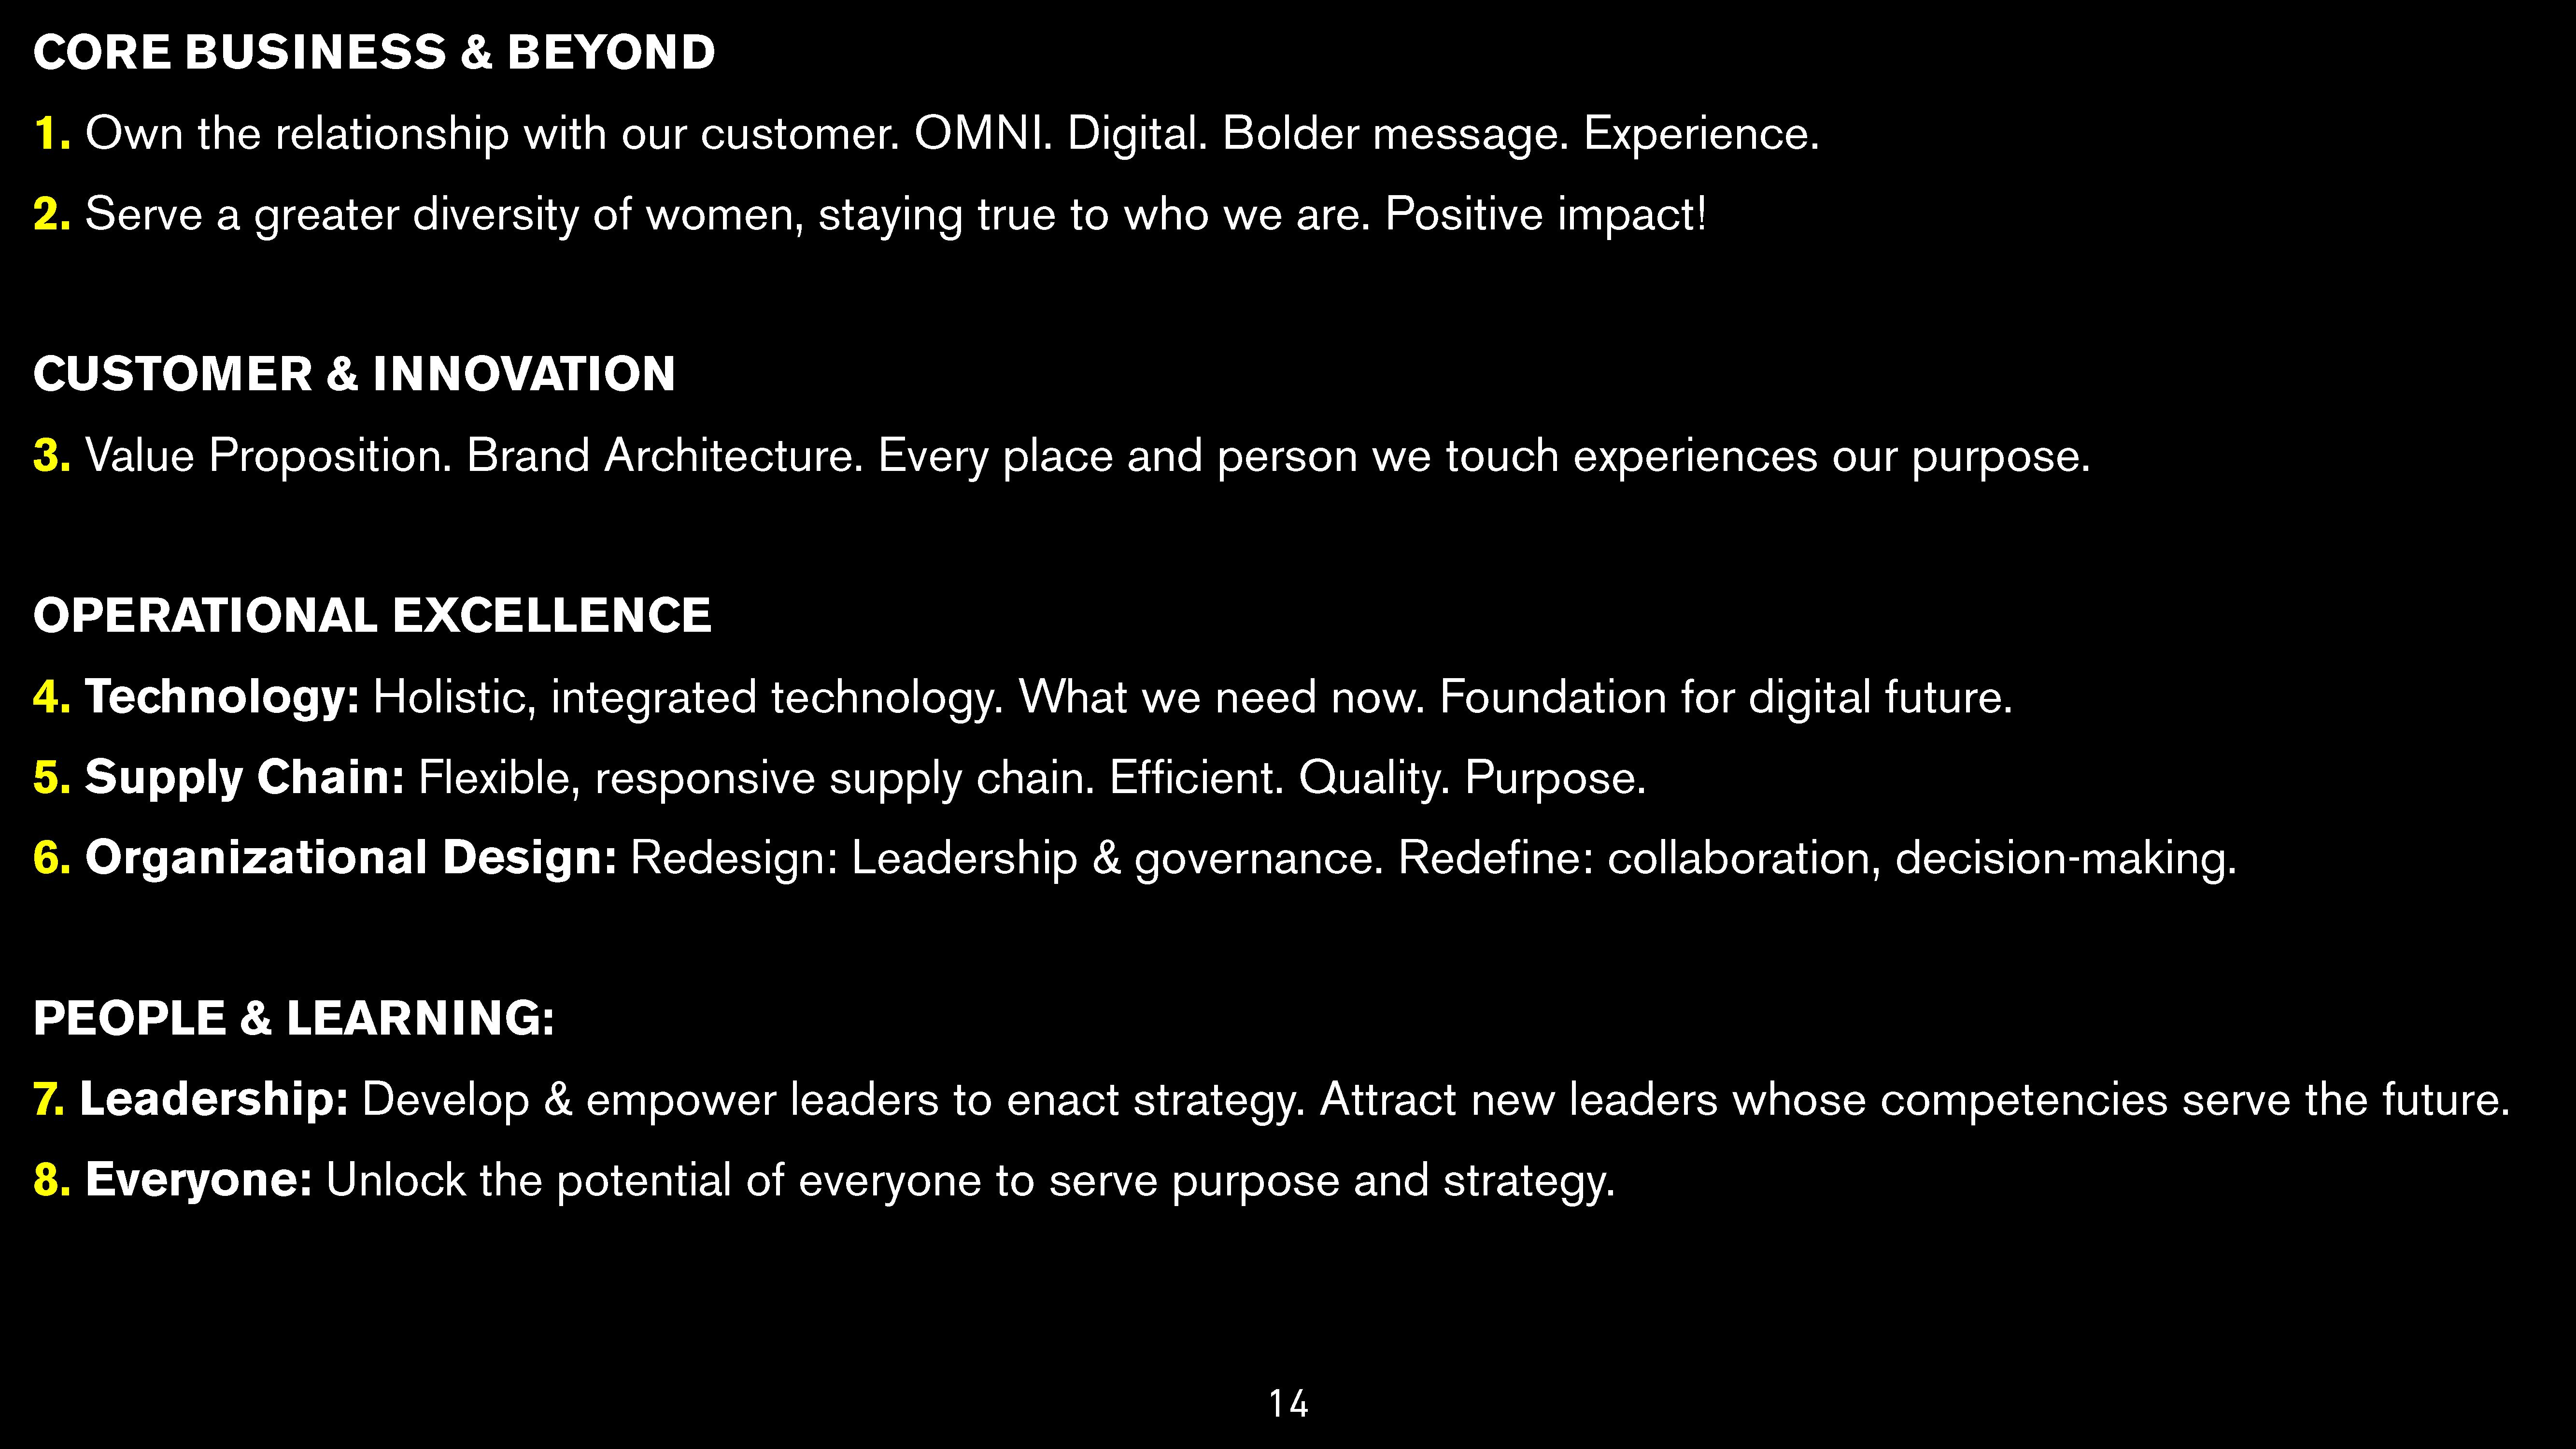 CORE BUSINESS & BEYOND
1. Own the relationship with our customer. OMNI. Digital. Bolder message. Experience.
2. Serve a greater diversity of women, staying true to who we are. Positive impact!
CUSTOMER & INNOVATION
3. Value Proposition. Brand Architecture. Every place and person we touch experiences our purpose.
OPERATIONAL EXCELLENCE
4. Technology: Holistic, integrated technology. What we need now. Foundation for digital future.
5. Supply Chain: Flexible, responsive supply chain. Efficient. Quality. Purpose.
6. Organizational Design: Redesign: Leadership & governance. Redefine: collaboration, decision-making.
PEOPLE & LEARNING:
7. Leadership: Develop & empower leaders to enact strategy. Attract new leaders whose competencies serve the future.
8. Everyone: Unlock the potential of everyone to serve purpose and strategy.
14